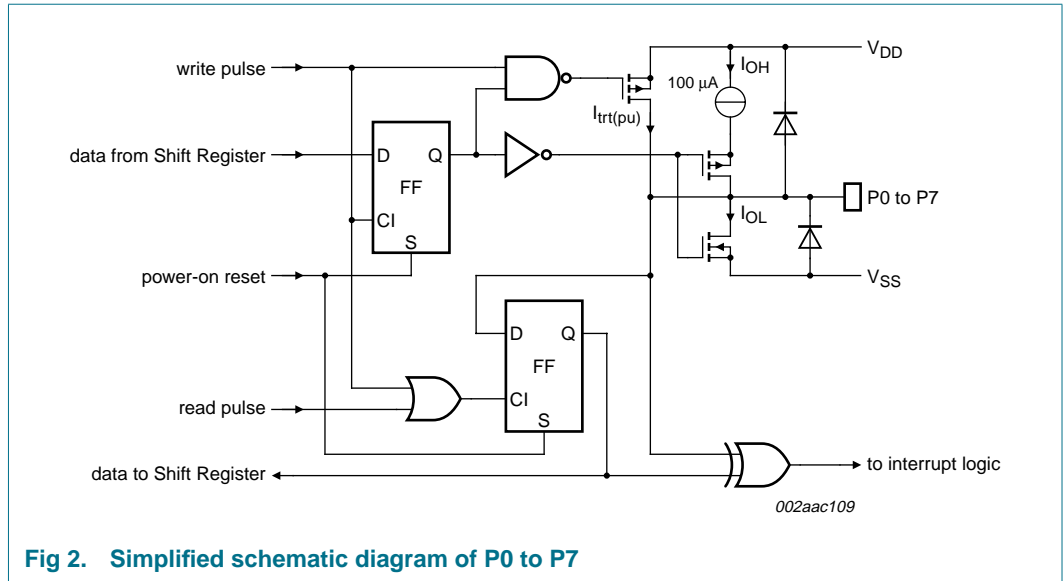 write pulse
V_DD
I_OH
100 μA
I_trt(pu)
data from Shift Register
D Q
FF
CI
S
P0 to P7
I_OL
power-on reset
V_SS
D Q
FF
CI
S
read pulse
data to Shift Register
to interrupt logic
002aac109
Fig 2. Simplified schematic diagram of P0 to P7